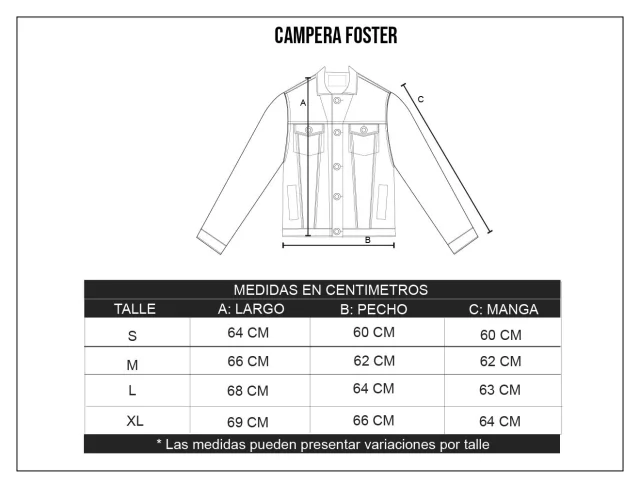 CAMPERA FOSTER
A
C
B
MEDIDAS EN CENTIMETROS
TALLE A: LARGO B: PECHO C: MANGA
S 64 CM 60 CM 60 CM
M 66 CM 62 CM 62 CM
L 68 CM 64 CM 63 CM
XL 69 CM 66 CM 64 CM
* Las medidas pueden presentar variaciones por talle